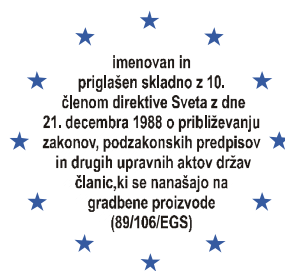 imenovan in
priglašen skladno z 10.
členom direktive Sveta z dne
21. decembra 1988 o približevanju
zakonov, podzakonskih predpisov
in drugih upravnih aktov držav
članic,ki se nanašajo na
gradbene proizvode
(89/106/EGS)